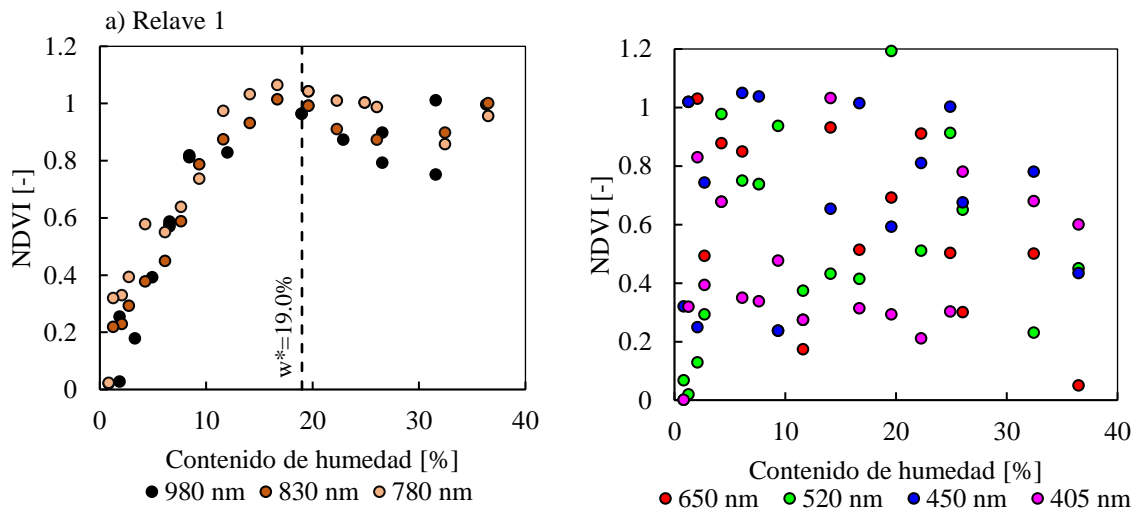 a) Relave 1
1.2
1
0.8
0.6
0.4
0.2
0
NDVI [-]
w*=19.0%
0 10 20 30 40
Contenido de humedad [%]
980 nm 830 nm 780 nm
1.2
1
0.8
0.6
0.4
0.2
0
NDVI [-]
0 10 20 30 40
Contenido de humedad [%]
650 nm 520 nm 450 nm 405 nm